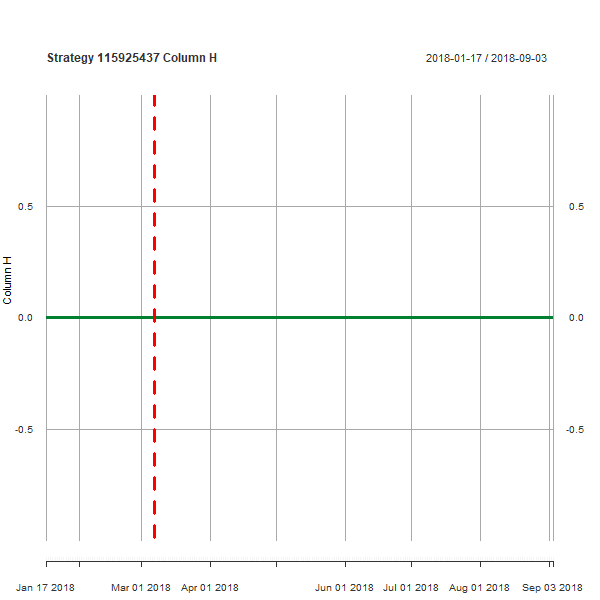 Strategy 115925437 Column H
2018-01-17 / 2018-09-03
0.5
0.5
Column H
0.0
0.0
-0.5
-0.5
Jan 17 2018
Mar 01 2018
Apr 01 2018
Jun 01 2018
Jul 01 2018
Aug 01 2018
Sep 03 2018